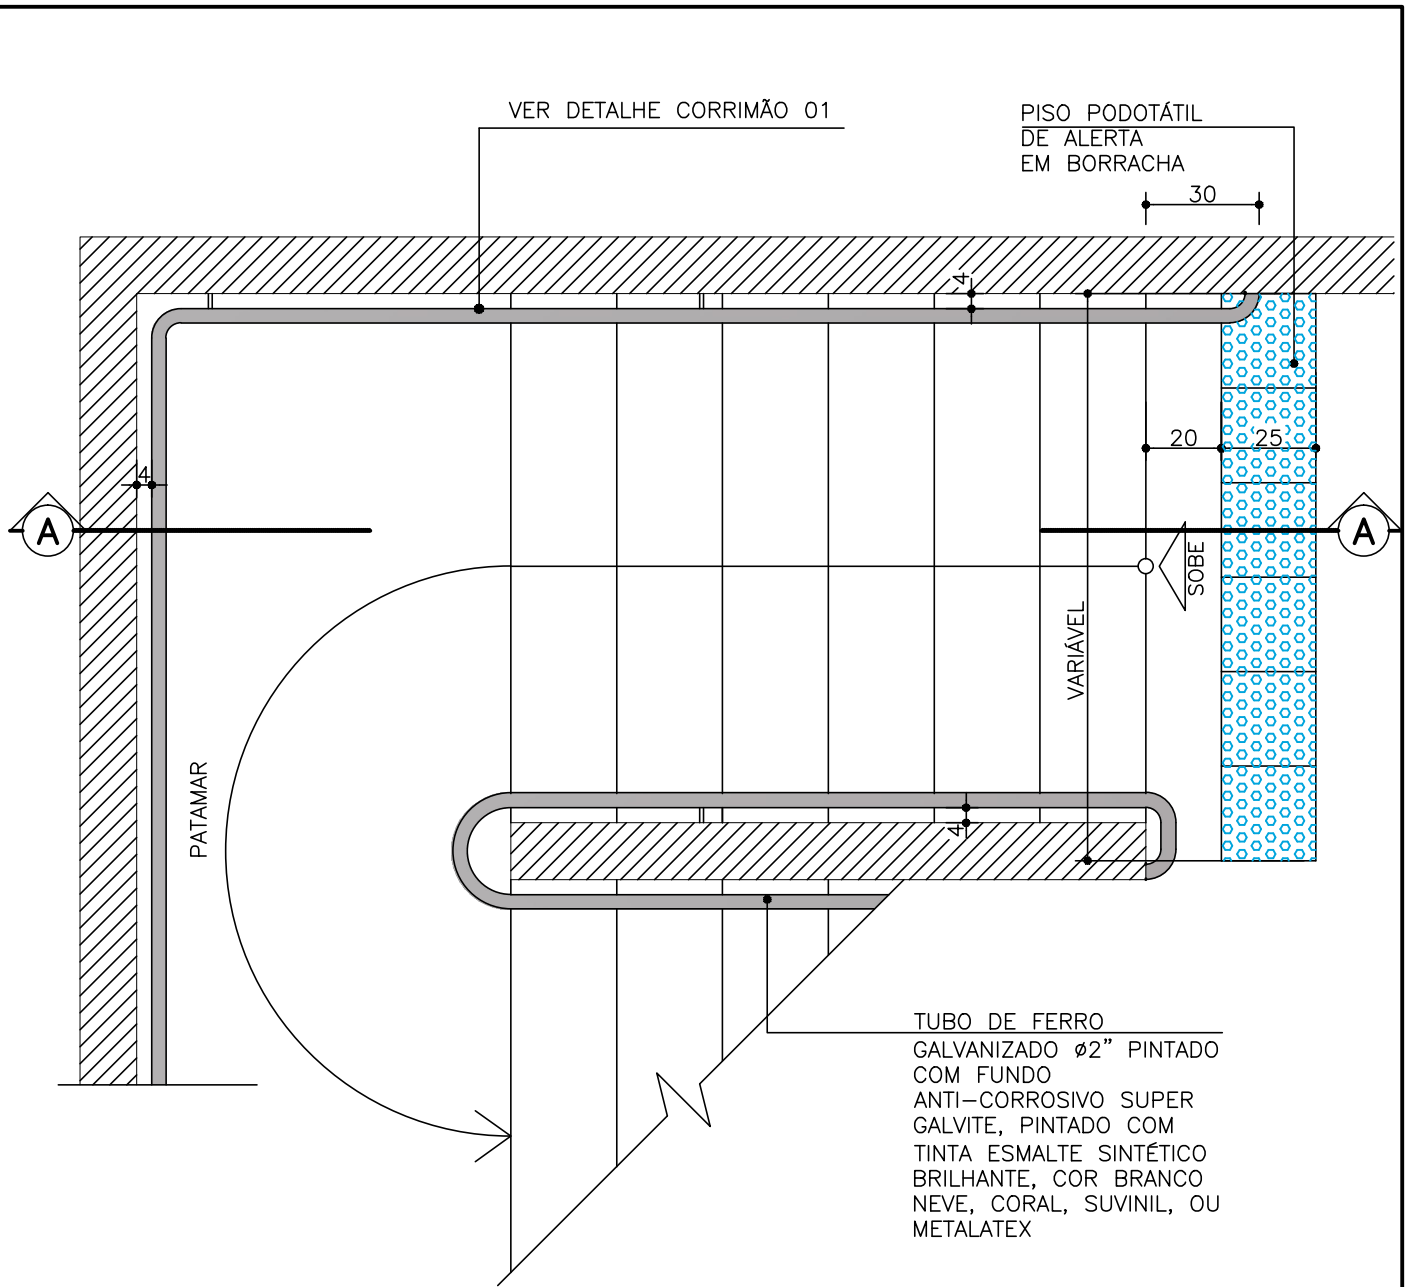 VER DETALHE CORRIMÃO 01
PISO PODOTÁTIL
DE ALERTA
EM BORRACHA
30
4
20
25
4
A
A
SOBE
VARIÁVEL
PATAMAR
4
TUBO DE FERRO
GALVANIZADO ø2” PINTADO
COM FUNDO
ANTI-CORROSIVO SUPER
GALVITE, PINTADO COM
TINTA ESMALTE SINTÉTICO
BRILHANTE, COR BRANCO
NEVE, CORAL, SUVINIL, OU
METALATEX